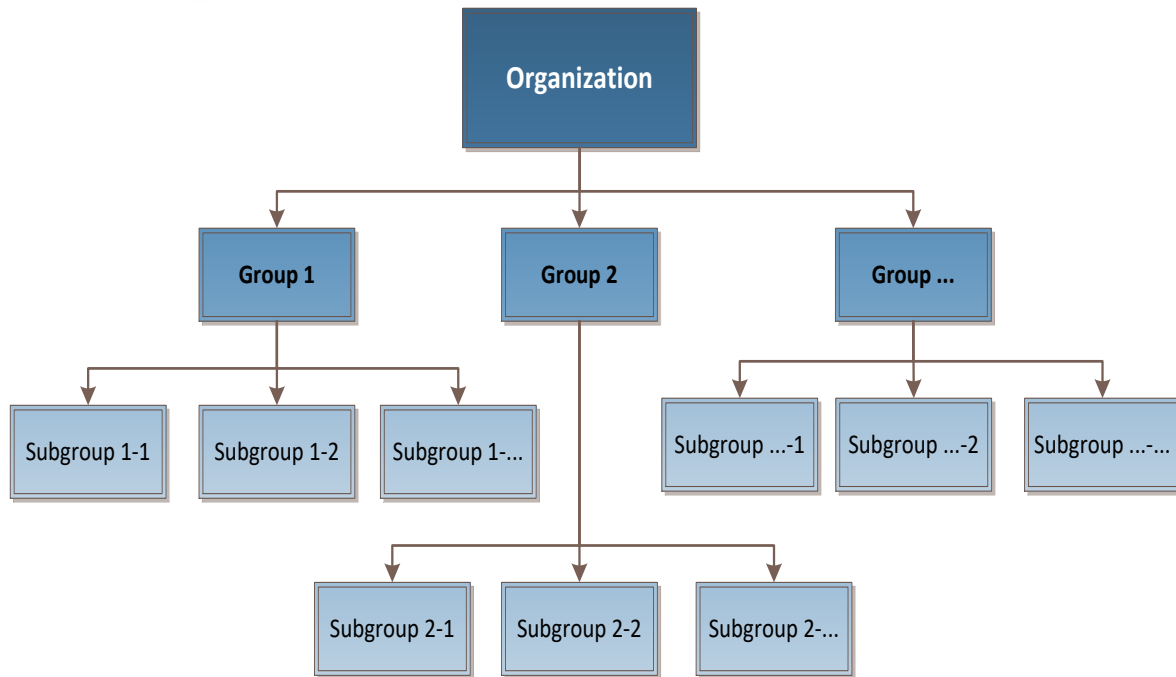 Organization
Group 1
Group 2
Group ...
Subgroup 1-1
Subgroup 1-2
Subgroup 1-...
Subgroup ...-1
Subgroup ...-2
Subgroup ...-...
Subgroup 2-1
Subgroup 2-2
Subgroup 2-...